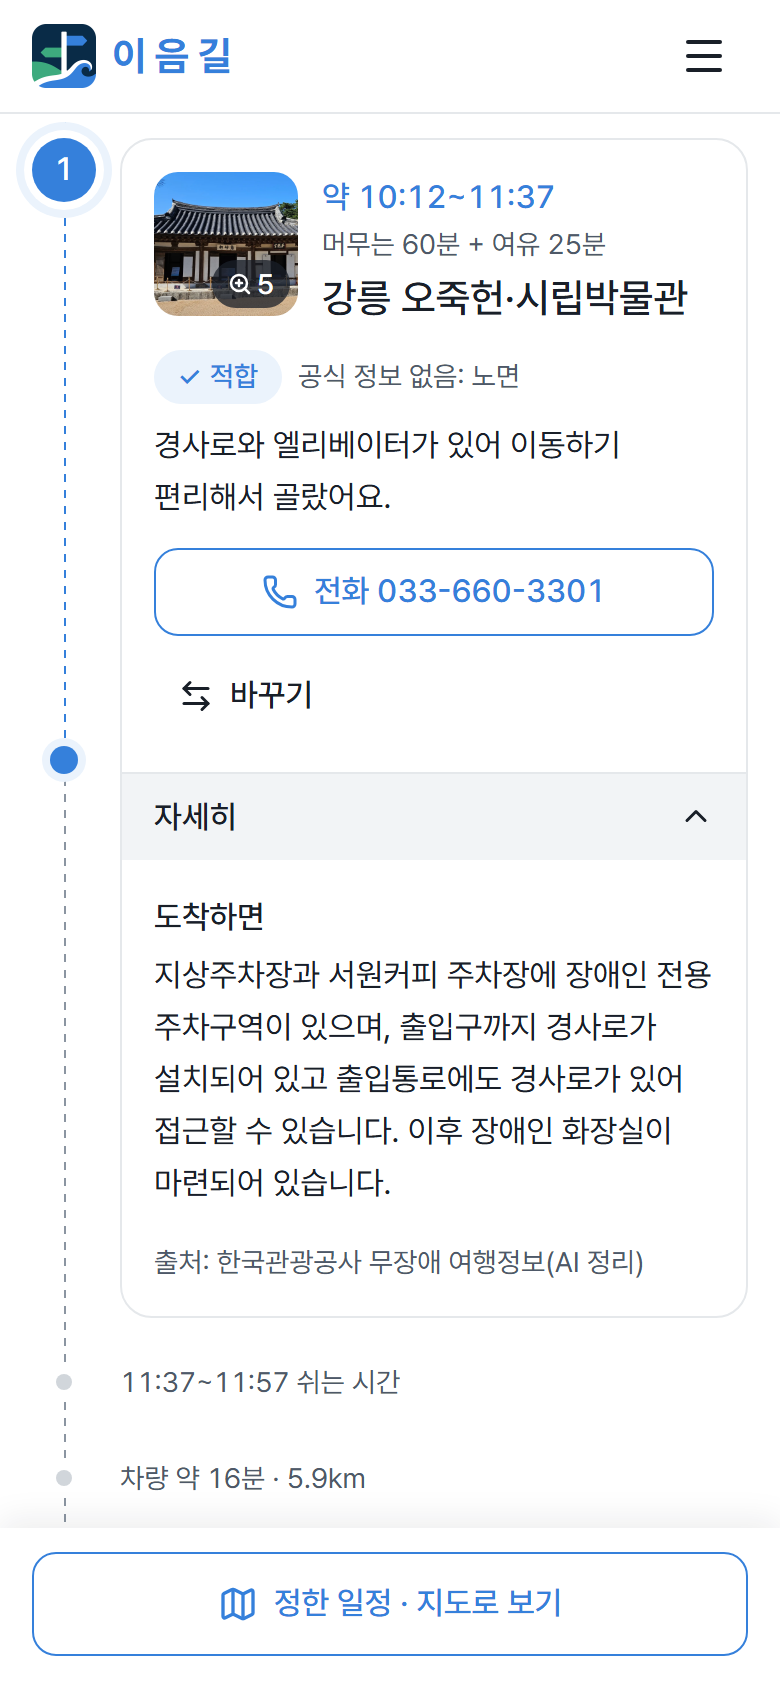 이음길
1
약 10:12~11:37
머무는 60분 + 여유 25분
강릉 오죽헌·시립박물관
5
적합
공식 정보 없음: 노면
경사로와 엘리베이터가 있어 이동하기
편리해서 골랐어요.
전화 033-660-3301
바꾸기
자세히
도착하면
지상주차장과 서원커피 주차장에 장애인 전용
주차구역이 있으며, 출입구까지 경사로가
설치되어 있고 출입통로에도 경사로가 있어
접근할 수 있습니다. 이후 장애인 화장실이
마련되어 있습니다.
출처: 한국관광공사 무장애 여행정보(AI 정리)
11:37~11:57 쉬는 시간
차량 약 16분 · 5.9km
정한 일정 · 지도로 보기